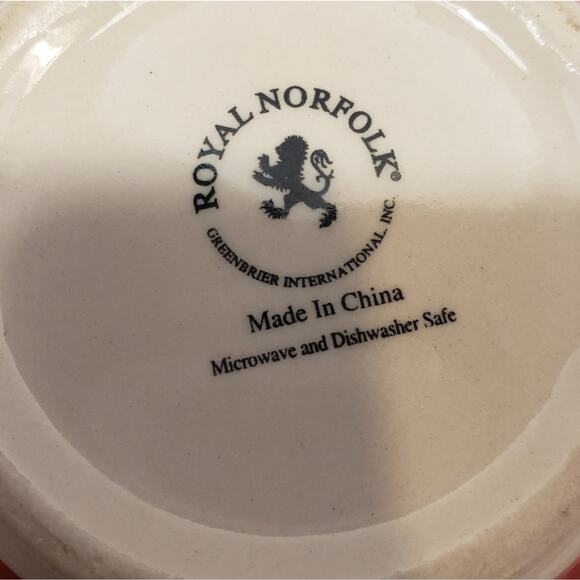 ROYAL NORFOLK®
GREENBRIER INTERNATIONAL, INC.
Made In China
Microwave and Dishwasher Safe